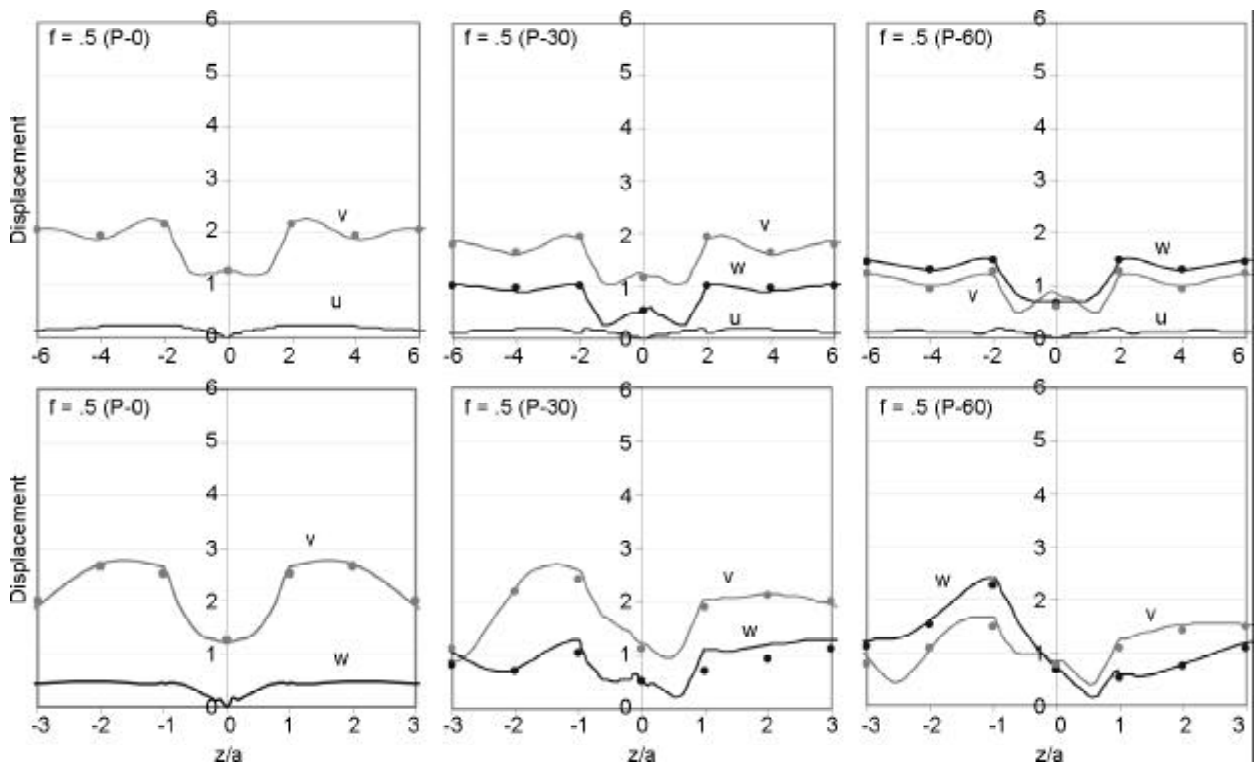 f = .5 (P-0)
6
5
4
3
2
1
0
v
u
Displacement
-6 -4 -2 0 2 4 6
f = .5 (P-30)
6
5
4
3
2
1
0
v
w
u
-6 -4 -2 0 2 4 6
f = .5 (P-60)
6
5
4
3
2
1
0
w
v
u
-6 -4 -2 0 2 4 6
f = .5 (P-0)
6
5
4
3
2
1
0
v
w
Displacement
-3 -2 -1 0 1 2 3
z/a
f = .5 (P-30)
6
5
4
3
2
1
0
v
w
-3 -2 -1 0 1 2 3
z/a
f = .5 (P-60)
6
5
4
3
2
1
0
w
v
-3 -2 -1 0 1 2 3
z/a